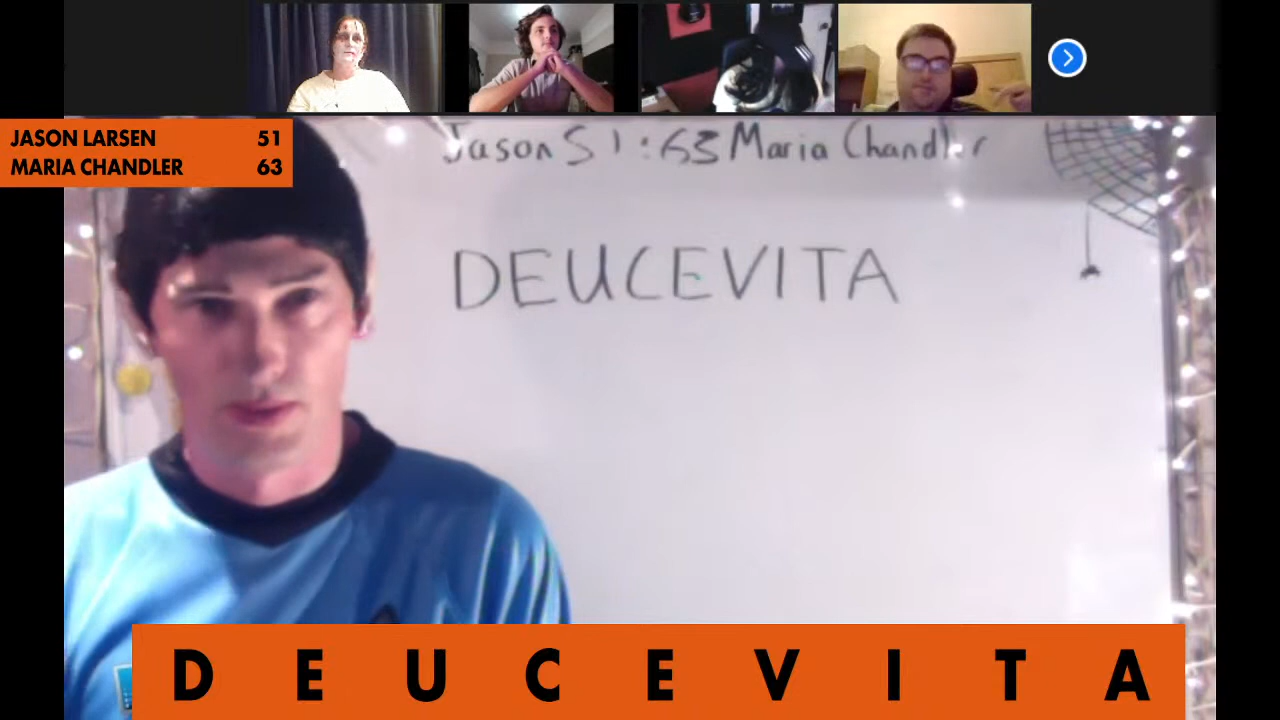 JASON LARSEN 51
MARIA CHANDLER 63
Jason 51:63 Maria Chandler
DEUCEVITA
D E U C E V I T A